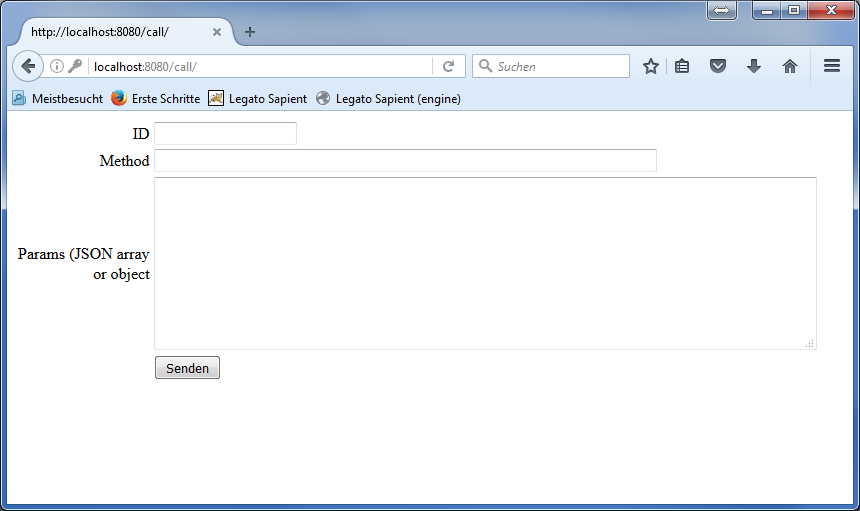 http://localhost:8080/call/
localhost:8080/call/
Suchen
Meistbesucht Erste Schritte Legato Sapient Legato Sapient (engine)
ID
Method
Params (JSON array
or object
Senden